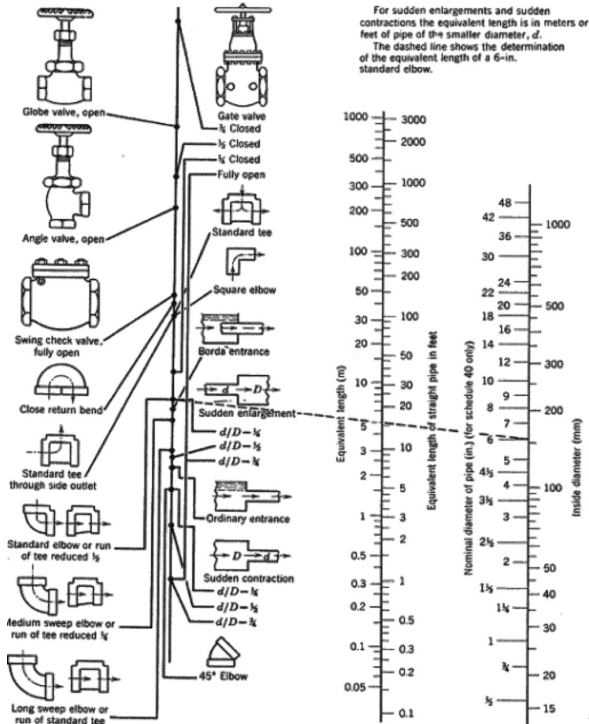 For sudden enlargements and sudden
contractions the equivalent length is in meters or
feet of pipe of the smaller diameter, d.
The dashed line shows the determination
of the equivalent length of a 6-in.
standard elbow.
Globe valve, open
Angle valve, open
Swing check valve,
fully open
Close return bend
Standard tee
through side outlet
Standard elbow or run
of tee reduced ½
Medium sweep elbow or
run of tee reduced ¼
Long sweep elbow or
run of standard tee
Gate valve
¾ Closed
½ Closed
¼ Closed
Fully open
Standard tee
Square elbow
Borda entrance
d D
Sudden enlargement
d/D–¼
d/D–½
d/D–¾
Ordinary entrance
D d
Sudden contraction
d/D–¼
d/D–½
d/D–¾
45° Elbow
Equivalent length (m)
1000
500
300
200
100
50
30
20
10
5
3
2
1
0.5
0.3
0.2
0.1
0.05
Equivalent length of straight pipe in feet
3000
2000
1000
500
300
200
100
50
30
20
10
5
3
2
1
0.5
0.3
0.2
0.1
Nominal diameter of pipe (in.) (for schedule 40 only)
48
42
36
30
24
22
20
18
16
14
12
10
9
8
7
6
5
4½
4
3½
3
2½
2
1½
1¼
1
¾
½
Inside diameter (mm)
1000
500
300
200
100
50
40
30
20
15